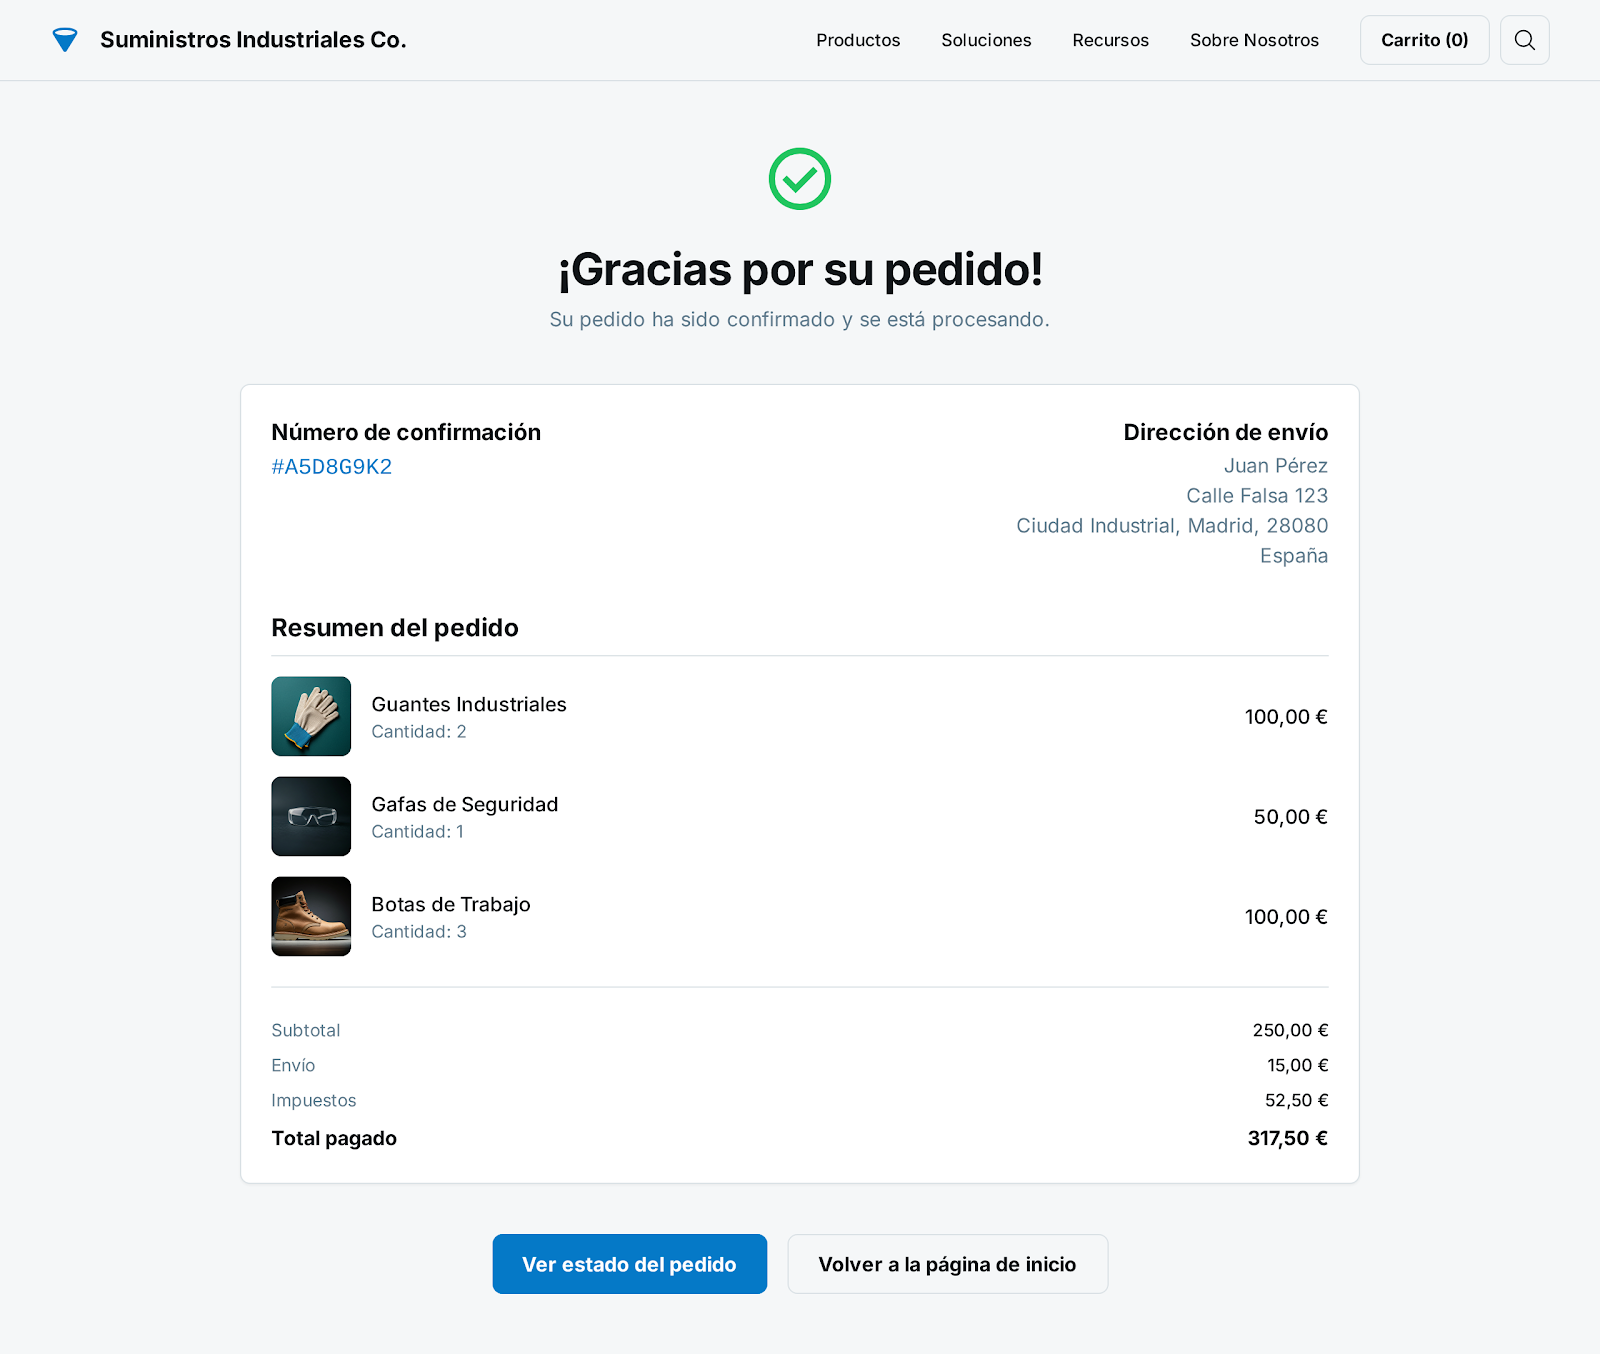 Suministros Industriales Co.
Productos
Soluciones
Recursos
Sobre Nosotros
Carrito (0)
¡Gracias por su pedido!
Su pedido ha sido confirmado y se está procesando.
Número de confirmación
#A5D8G9K2
Dirección de envío
Juan Pérez
Calle Falsa 123
Ciudad Industrial, Madrid, 28080
España
Resumen del pedido
Guantes Industriales
Cantidad: 2
100,00 €
Gafas de Seguridad
Cantidad: 1
50,00 €
Botas de Trabajo
Cantidad: 3
100,00 €
Subtotal 250,00 €
Envío 15,00 €
Impuestos 52,50 €
Total pagado 317,50 €
Ver estado del pedido
Volver a la página de inicio